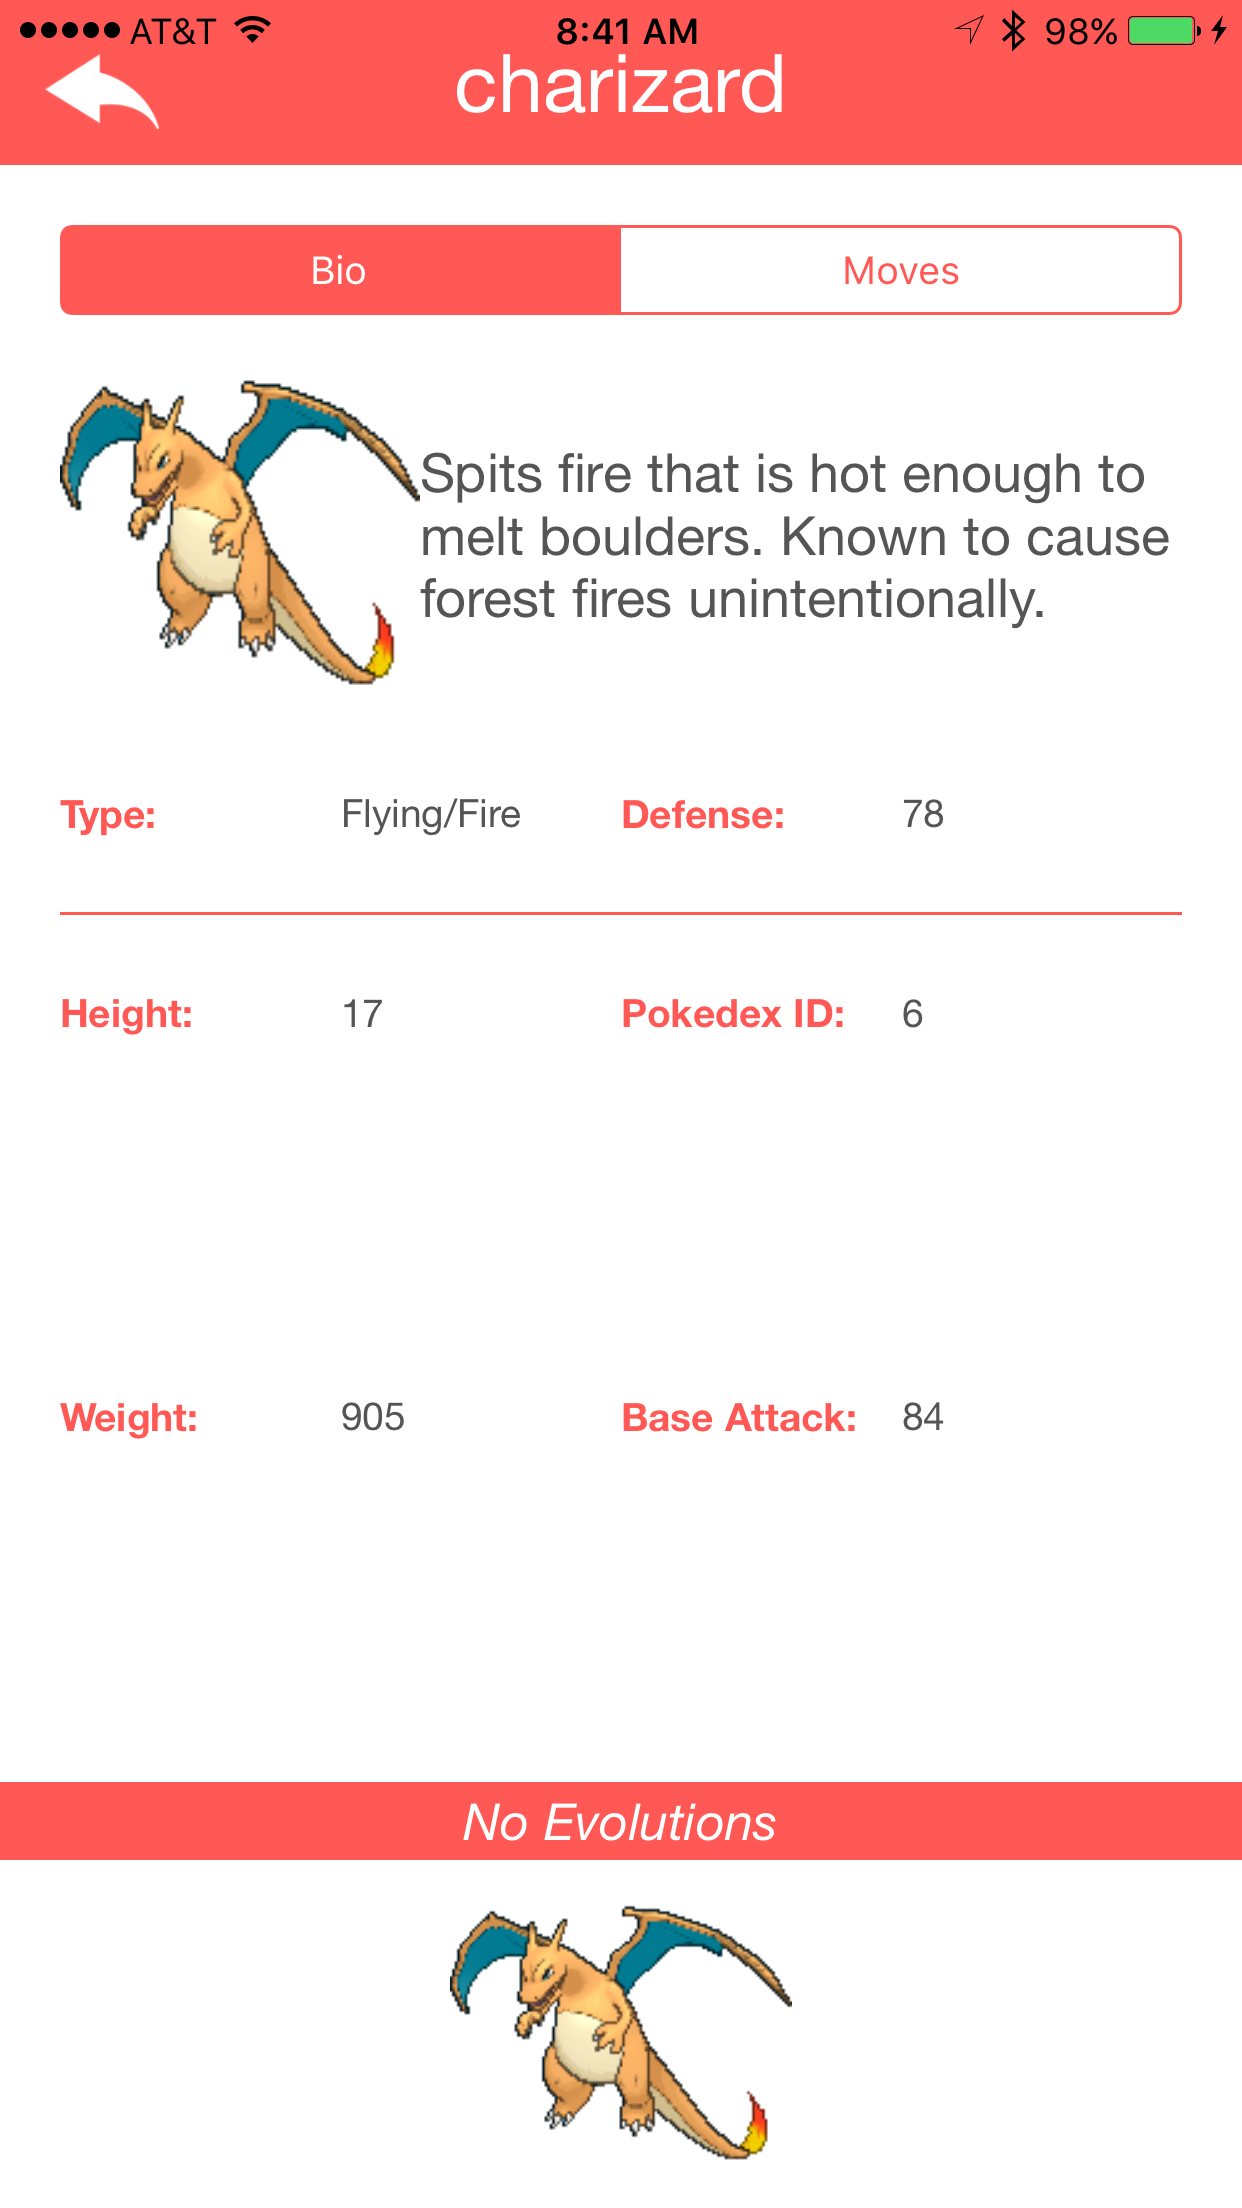 AT&T 8:41 AM 98%
charizard
Bio Moves
Spits fire that is hot enough to
melt boulders. Known to cause
forest fires unintentionally.
Type: Flying/Fire Defense: 78
Height: 17 Pokedex ID: 6
Weight: 905 Base Attack: 84
No Evolutions